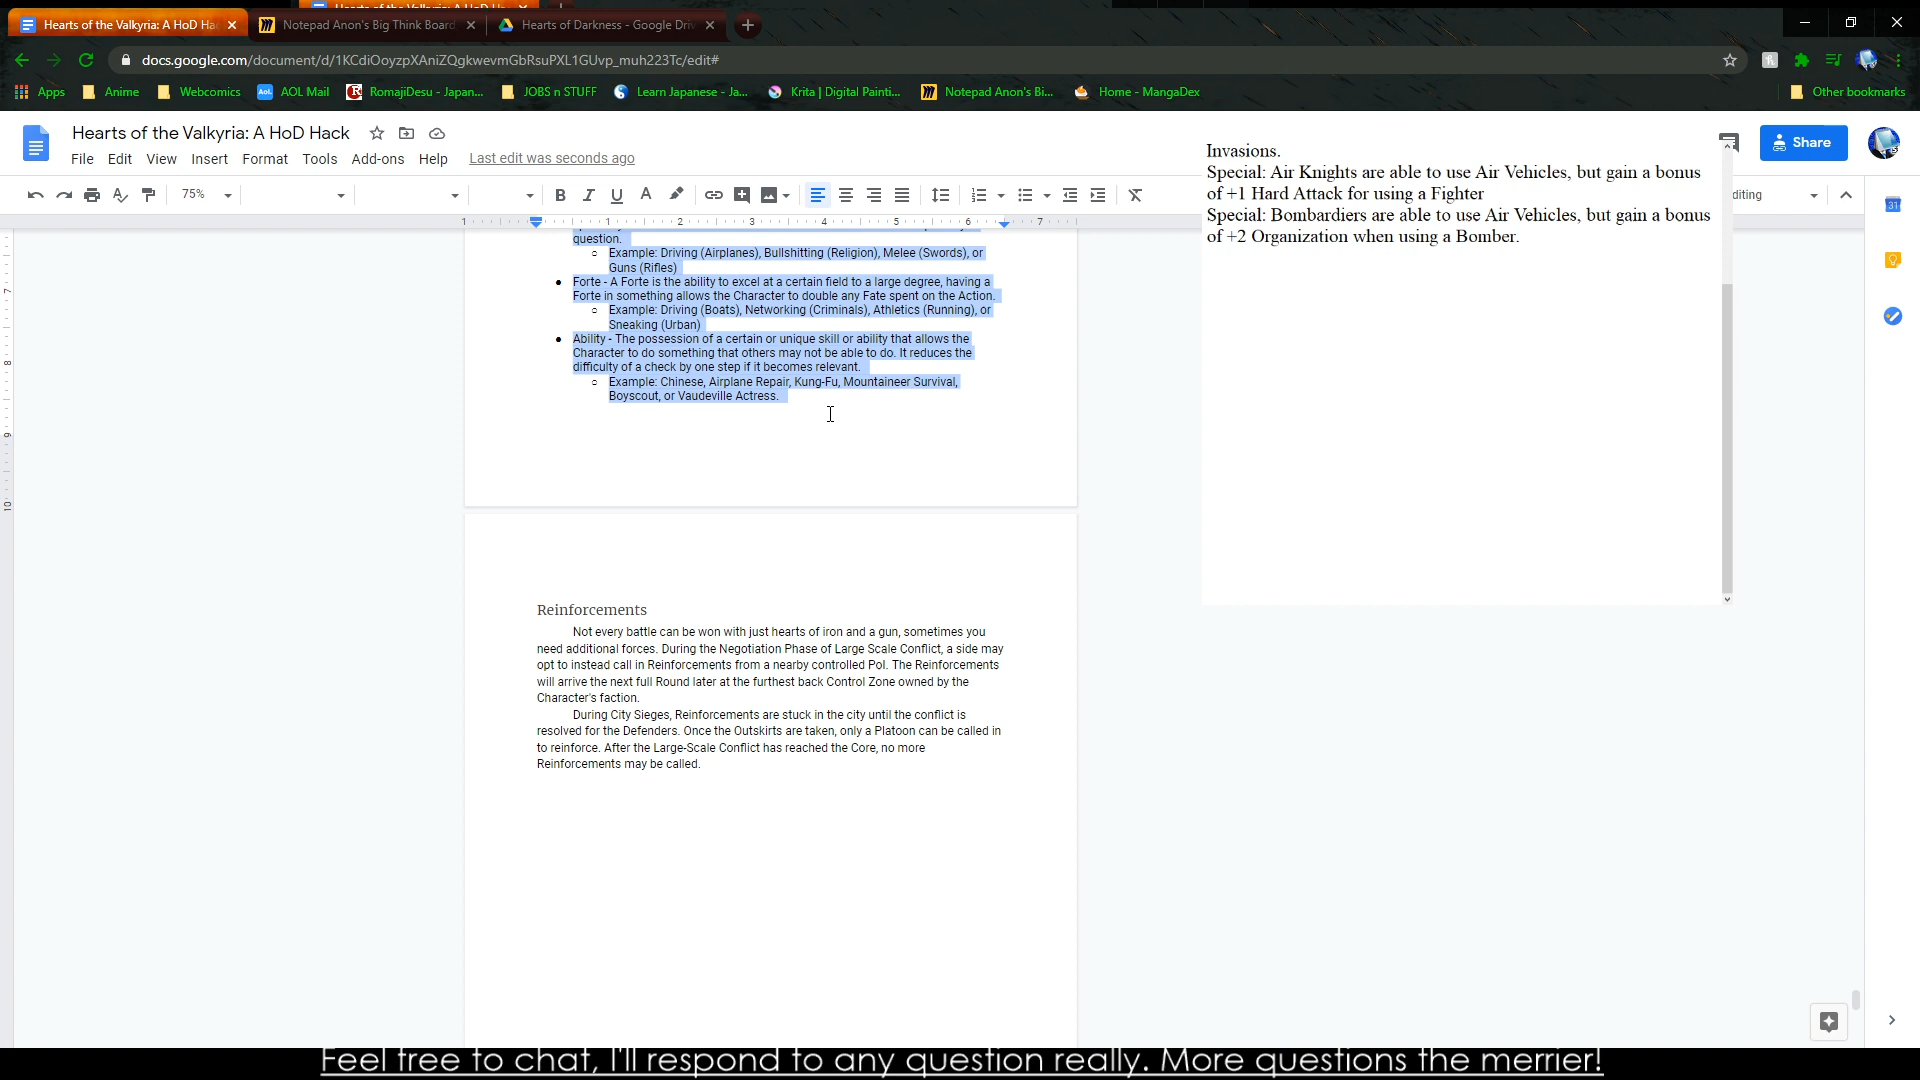 Hearts of the Valkyria: A HoD Ha
Notepad Anon's Big Think Board
Hearts of Darkness - Google Driv
docs.google.com/document/d/1KCdiOoyzpXAniZQgkwevmGbRsuPXL1GUvp_muh223Tc/edit#
Apps
Anime
Webcomics
AOL Mail
RomajiDesu - Japan...
JOBS n STUFF
Learn Japanese - Ja...
Krita | Digital Painti...
Notepad Anon's Bi...
Home - MangaDex
Other bookmarks
Hearts of the Valkyria: A HoD Hack
File Edit View Insert Format Tools Add-ons Help Last edit was seconds ago
Share
75%
diting
Invasions.
Special: Air Knights are able to use Air Vehicles, but gain a bonus
of +1 Hard Attack for using a Fighter
Special: Bombardiers are able to use Air Vehicles, but gain a bonus
of +2 Organization when using a Bomber.
1 1 2 3 4 5 6 7
7
8
9
10
question.
Example: Driving (Airplanes), Bullshitting (Religion), Melee (Swords), or
Guns (Rifles)
Forte - A Forte is the ability to excel at a certain field to a large degree, having a
Forte in something allows the Character to double any Fate spent on the Action.
Example: Driving (Boats), Networking (Criminals), Athletics (Running), or
Sneaking (Urban)
Ability - The possession of a certain or unique skill or ability that allows the
Character to do something that others may not be able to do. It reduces the
difficulty of a check by one step if it becomes relevant.
Example: Chinese, Airplane Repair, Kung-Fu, Mountaineer Survival,
Boyscout, or Vaudeville Actress.
Reinforcements
Not every battle can be won with just hearts of iron and a gun, sometimes you
need additional forces. During the Negotiation Phase of Large Scale Conflict, a side may
opt to instead call in Reinforcements from a nearby controlled PoI. The Reinforcements
will arrive the next full Round later at the furthest back Control Zone owned by the
Character's faction.
During City Sieges, Reinforcements are stuck in the city until the conflict is
resolved for the Defenders. Once the Outskirts are taken, only a Platoon can be called in
to reinforce. After the Large-Scale Conflict has reached the Core, no more
Reinforcements may be called.
Feel free to chat, I'll respond to any question really. More questions the merrier!